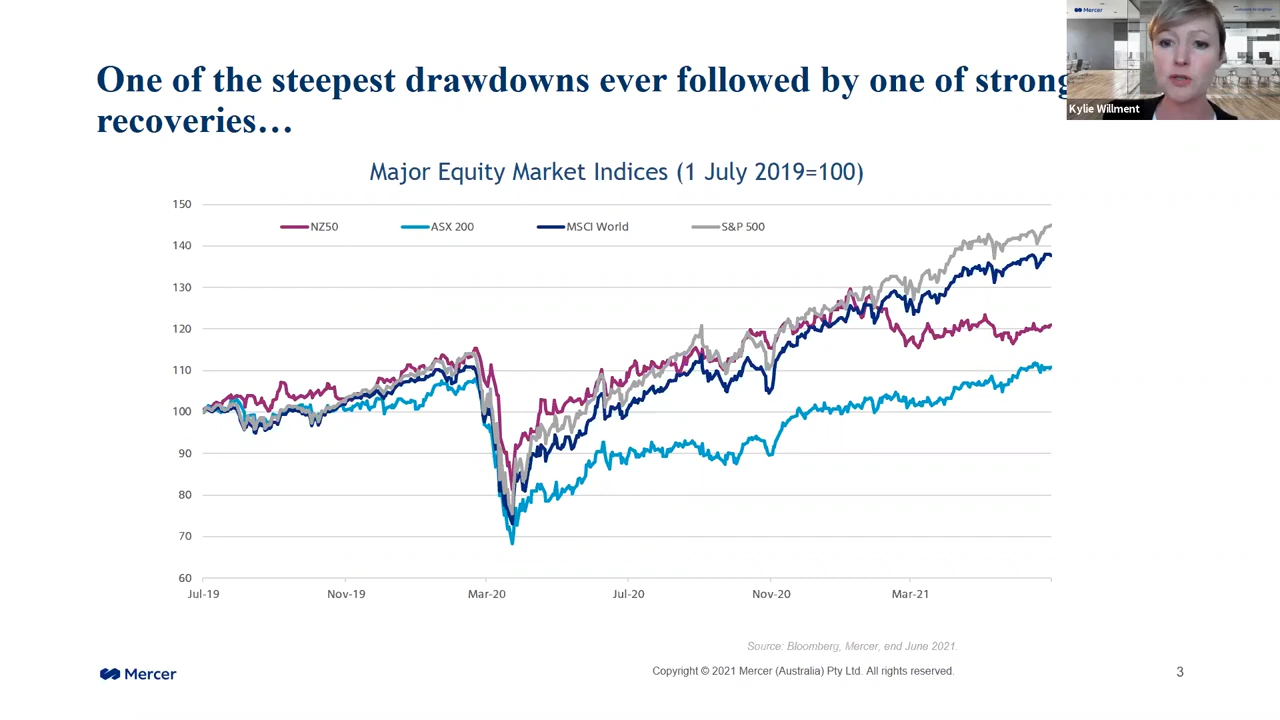 Mercer
One of the steepest drawdowns ever followed by one of strong
recoveries…
Kylie Willment
Major Equity Market Indices (1 July 2019=100)
150
NZ50 ASX 200 MSCI World S&P 500
140
130
120
110
100
90
80
70
60
Jul-19 Nov-19 Mar-20 Jul-20 Nov-20 Mar-21
Source: Bloomberg, Mercer, end June 2021.
Mercer
Copyright © 2021 Mercer (Australia) Pty Ltd. All rights reserved.
3